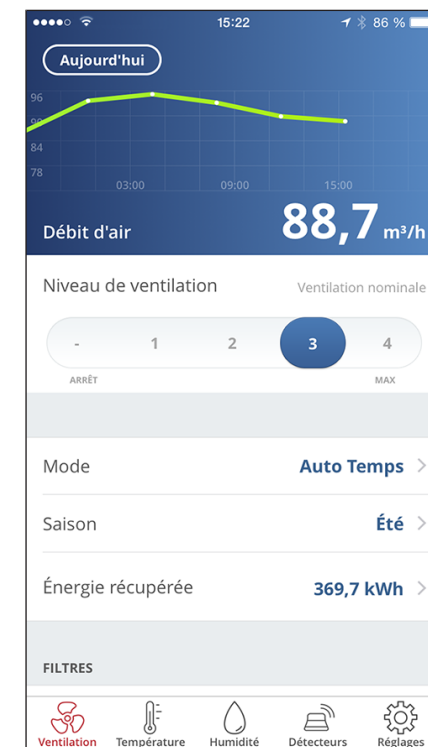 15:22
86 %
Aujourd'hui
96
90
84
78
03:00 09:00 15:00
Débit d'air 88,7 m³/h
Niveau de ventilation Ventilation nominale
- 1 2 3 4
ARRÊT MAX
Mode Auto Temps
Saison Été
Énergie récupérée 369,7 kWh
FILTRES
Ventilation Température Humidité Détecteurs Réglages